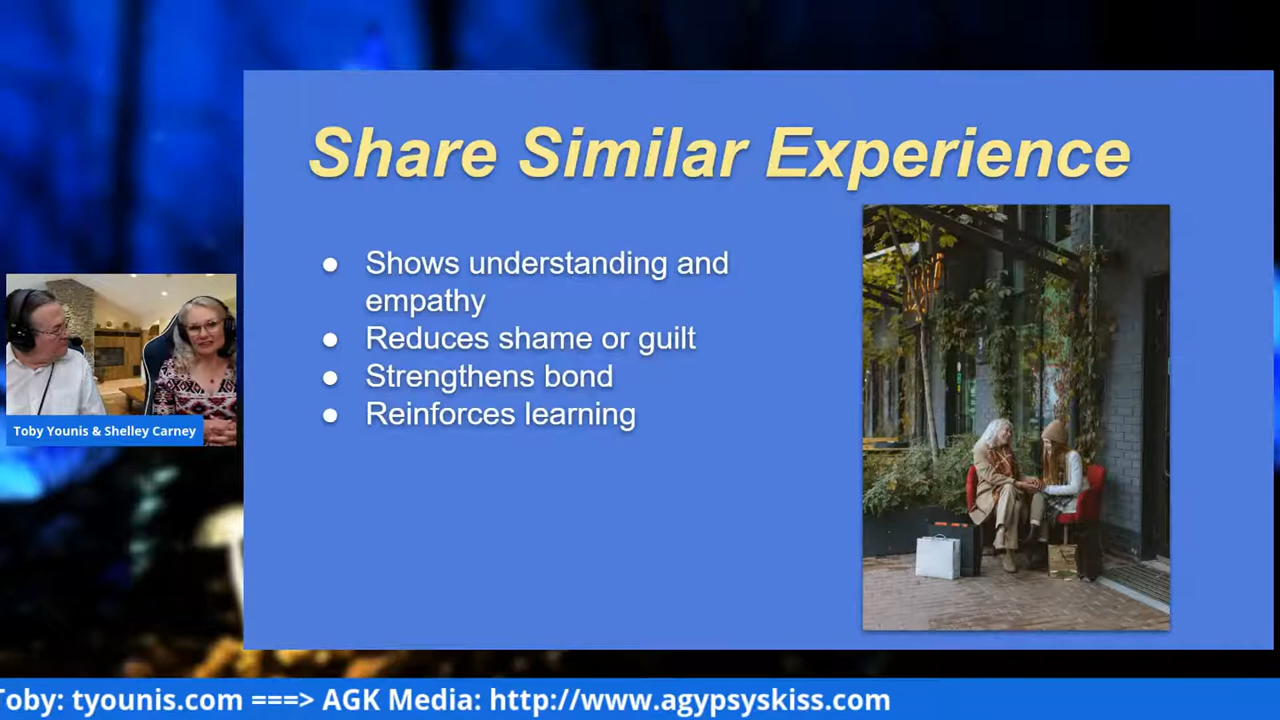 Share Similar Experience
● Shows understanding and
empathy
● Reduces shame or guilt
● Strengthens bond
● Reinforces learning
Toby Younis & Shelley Carney
Toby: tyounis.com ===> AGK Media: http://www.agypsyskiss.com